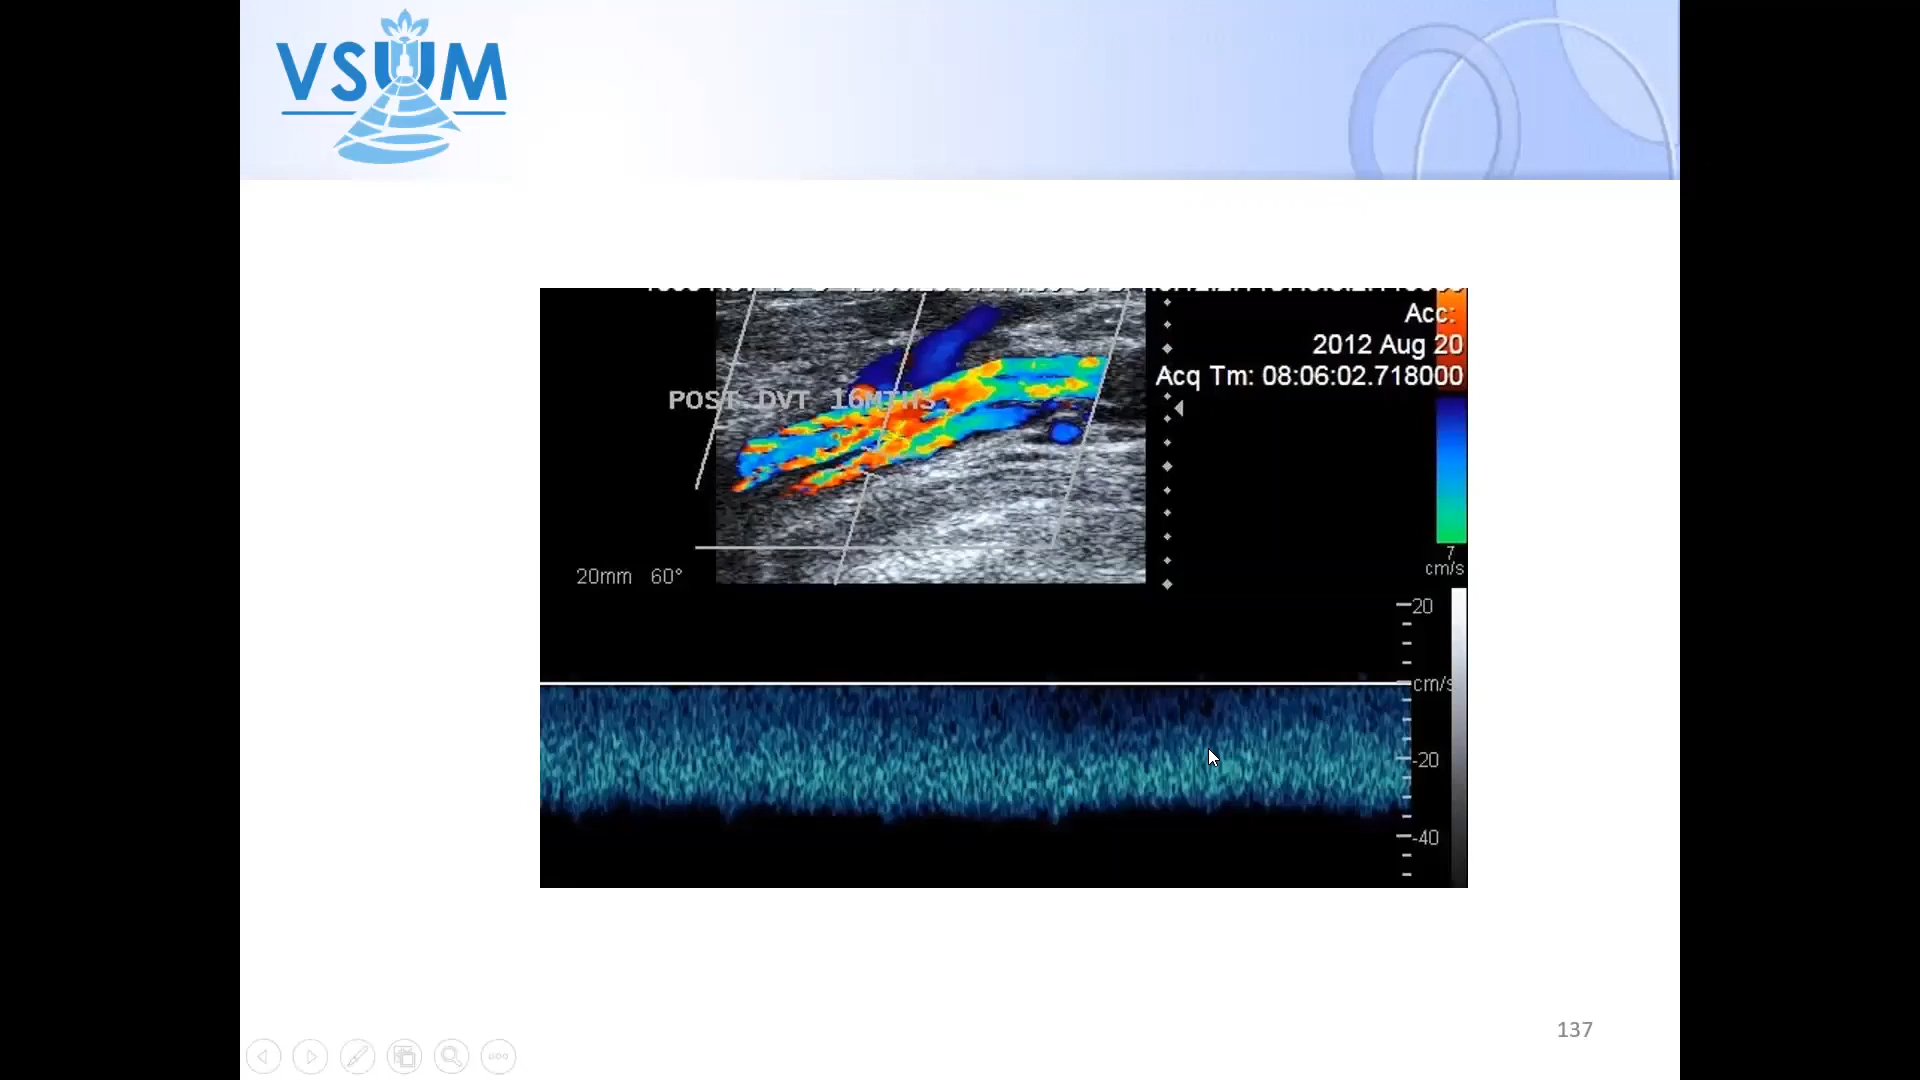 VSUM
Acc:
2012 Aug 20
Acq Tm: 08:06:02.718000
POST DVT 16MTHS
7
cm/s
20mm 60°
20
cm/s
-20
-40
137